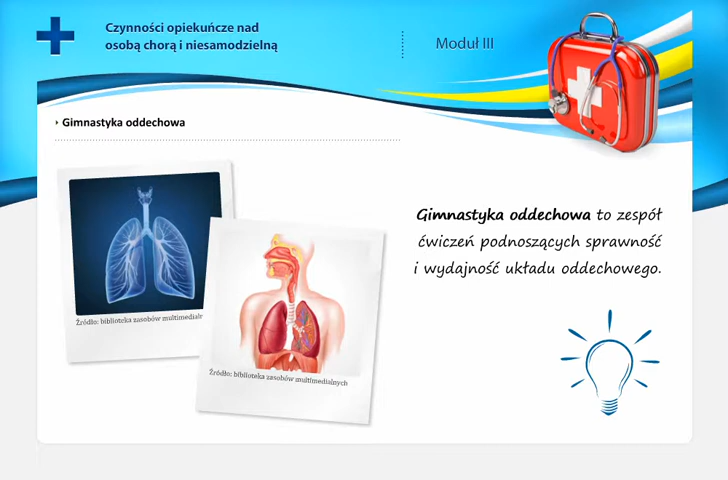 Czynności opiekuńcze nad
osobą chorą i niesamodzielną
Moduł III
Gimnastyka oddechowa
Gimnastyka oddechowa to zespół
ćwiczeń podnoszących sprawność
i wydajność układu oddechowego.
Źródło: biblioteka zasobów
Źródło: biblioteka zasobów multimedialnych